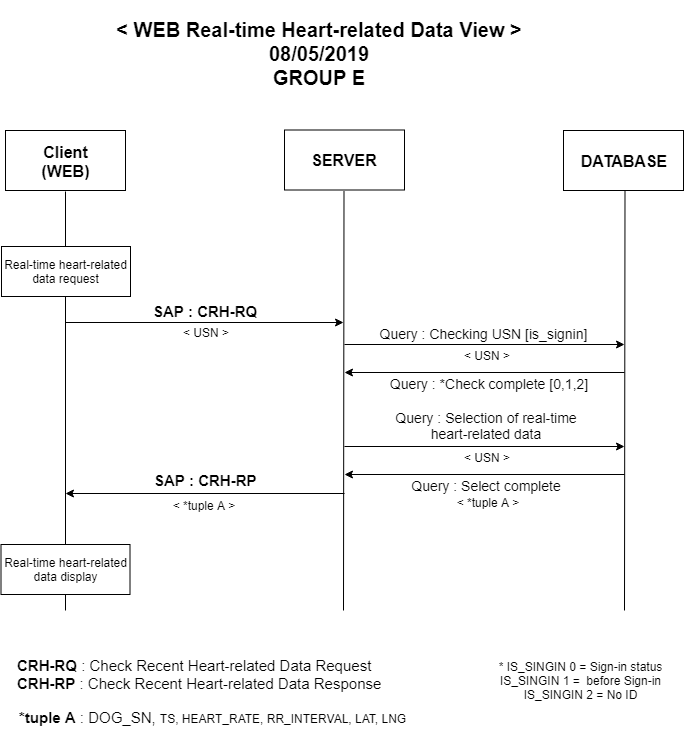 < WEB Real-time Heart-related Data View >
08/05/2019
GROUP E
Client
(WEB)
SERVER
DATABASE
Real-time heart-related
data request
SAP : CRH-RQ
< USN >
Query : Checking USN [is_signin]
< USN >
Query : *Check complete [0,1,2]
Query : Selection of real-time
heart-related data
< USN >
SAP : CRH-RP
< *tuple A >
Query : Select complete
< *tuple A >
Real-time heart-related
data display
CRH-RQ : Check Recent Heart-related Data Request
CRH-RP : Check Recent Heart-related Data Response
* IS_SINGIN 0 = Sign-in status
IS_SINGIN 1 = before Sign-in
IS_SINGIN 2 = No ID
*tuple A : DOG_SN, TS, HEART_RATE, RR_INTERVAL, LAT, LNG